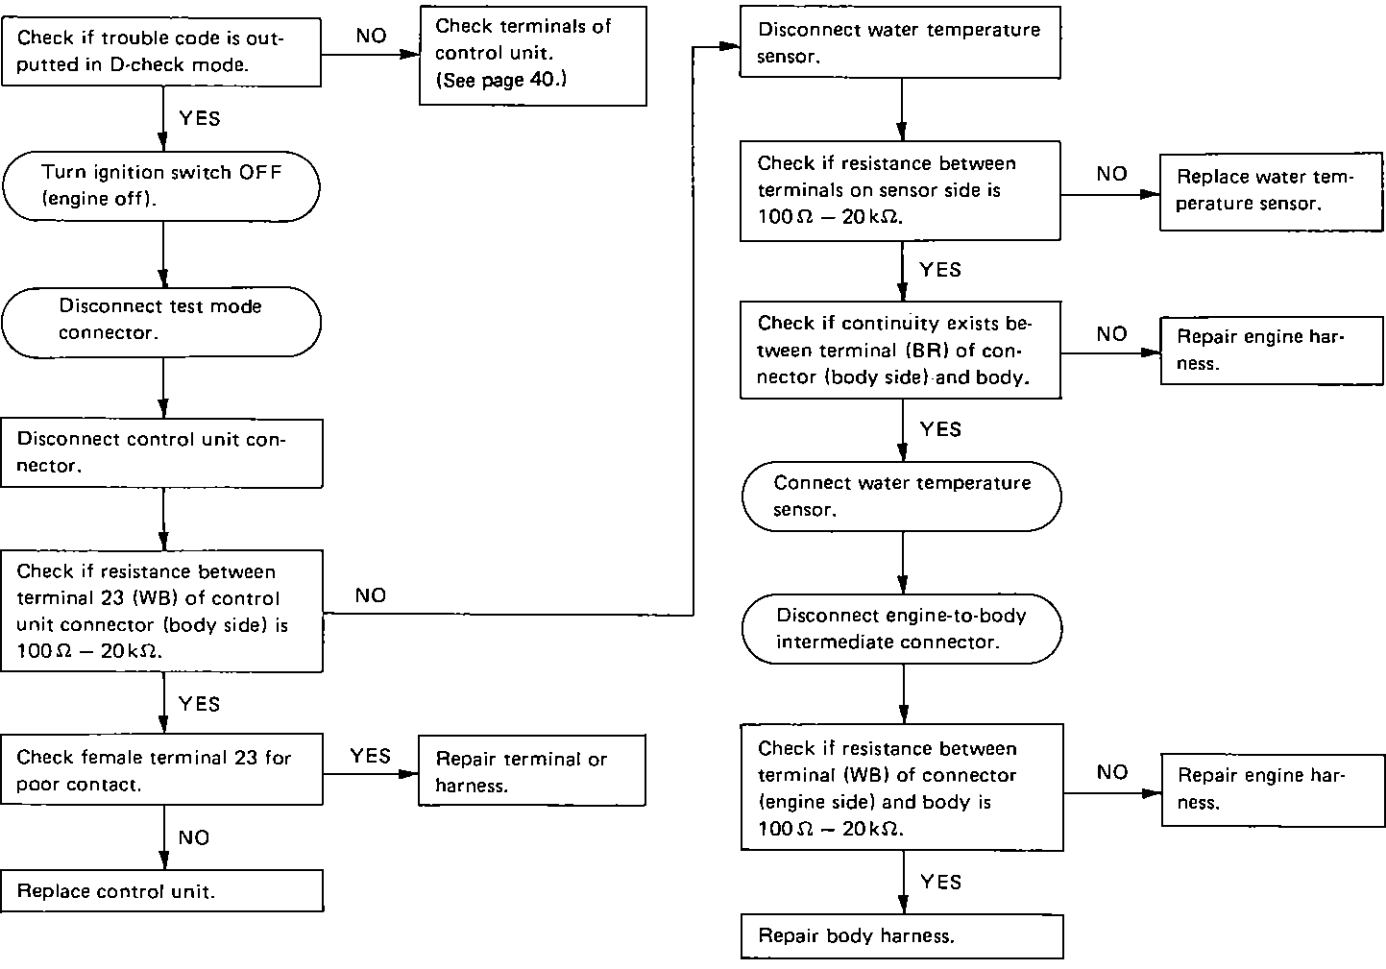 Check if trouble code is out-
putted in D-check mode.
NO
Check terminals of
control unit.
(See page 40.)
YES
Turn ignition switch OFF
(engine off).
Disconnect test mode
connector.
Disconnect control unit con-
nector.
Check if resistance between
terminal 23 (WB) of control
unit connector (body side) is
100 Ω – 20 kΩ.
NO
YES
Check female terminal 23 for
poor contact.
YES
Repair terminal or
harness.
NO
Replace control unit.
Disconnect water temperature
sensor.
Check if resistance between
terminals on sensor side is
100 Ω – 20 kΩ.
NO
Replace water tem-
perature sensor.
YES
Check if continuity exists be-
tween terminal (BR) of con-
nector (body side) and body.
NO
Repair engine har-
ness.
YES
Connect water temperature
sensor.
Disconnect engine-to-body
intermediate connector.
Check if resistance between
terminal (WB) of connector
(engine side) and body is
100 Ω – 20 kΩ.
NO
Repair engine har-
ness.
YES
Repair body harness.